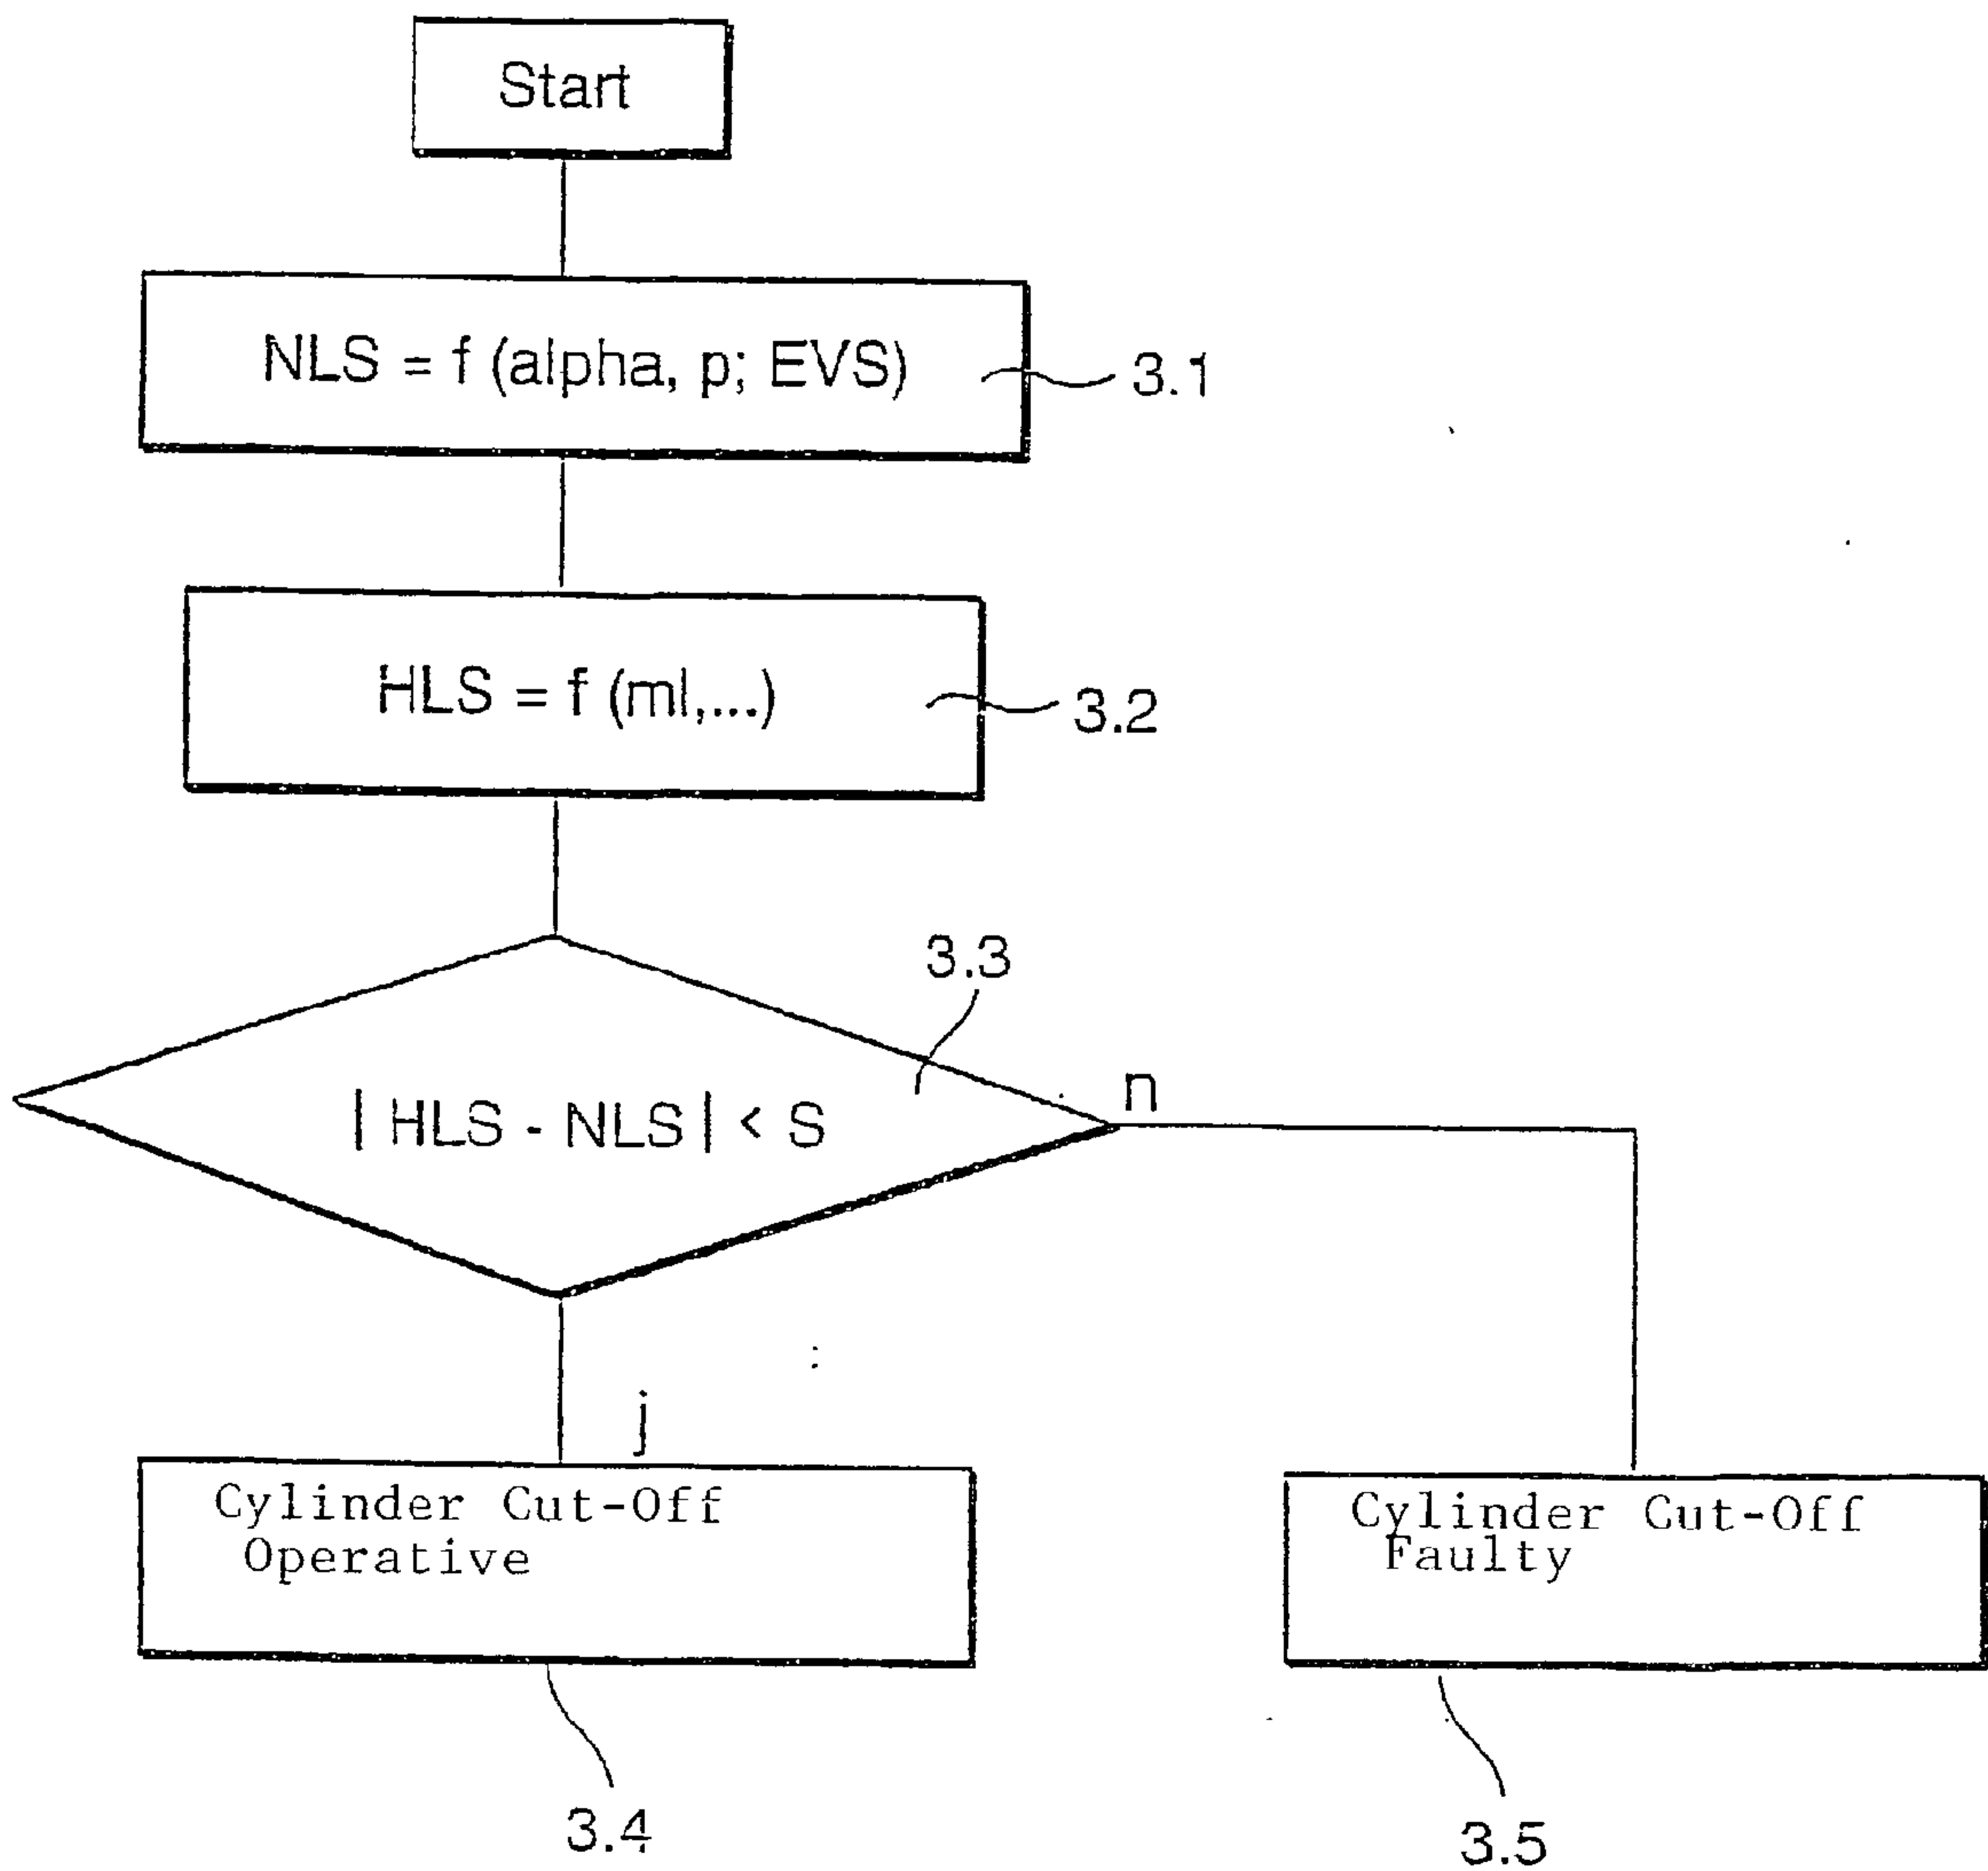 Start
NLS = f (alpha, p; EVS)
3.1
HLS = f (ml,...)
3.2
3.3
| HLS - NLS | < S
n
j
Cylinder Cut-Off
Operative
Cylinder Cut-Off
Faulty
3.4
3.5